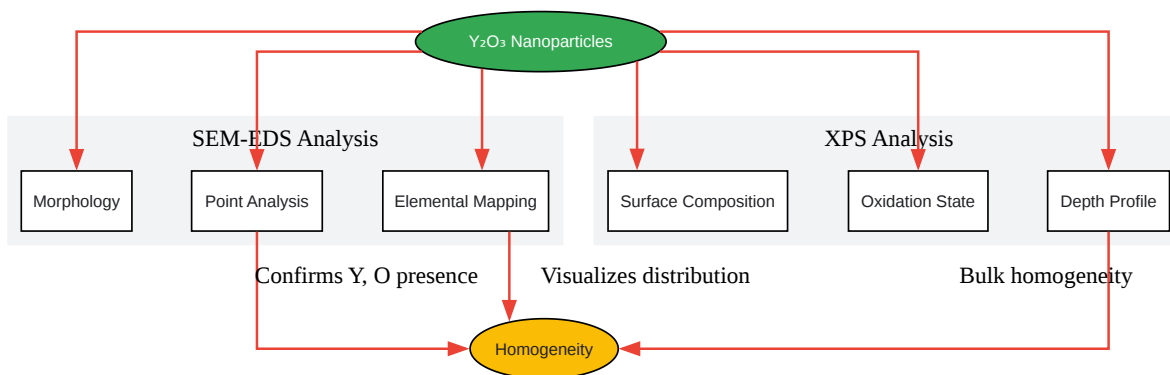 Y₂O₃ Nanoparticles
SEM-EDS Analysis
XPS Analysis
Morphology
Point Analysis
Elemental Mapping
Surface Composition
Oxidation State
Depth Profile
Confirms Y, O presence
Visualizes distribution
Bulk homogeneity
Homogeneity